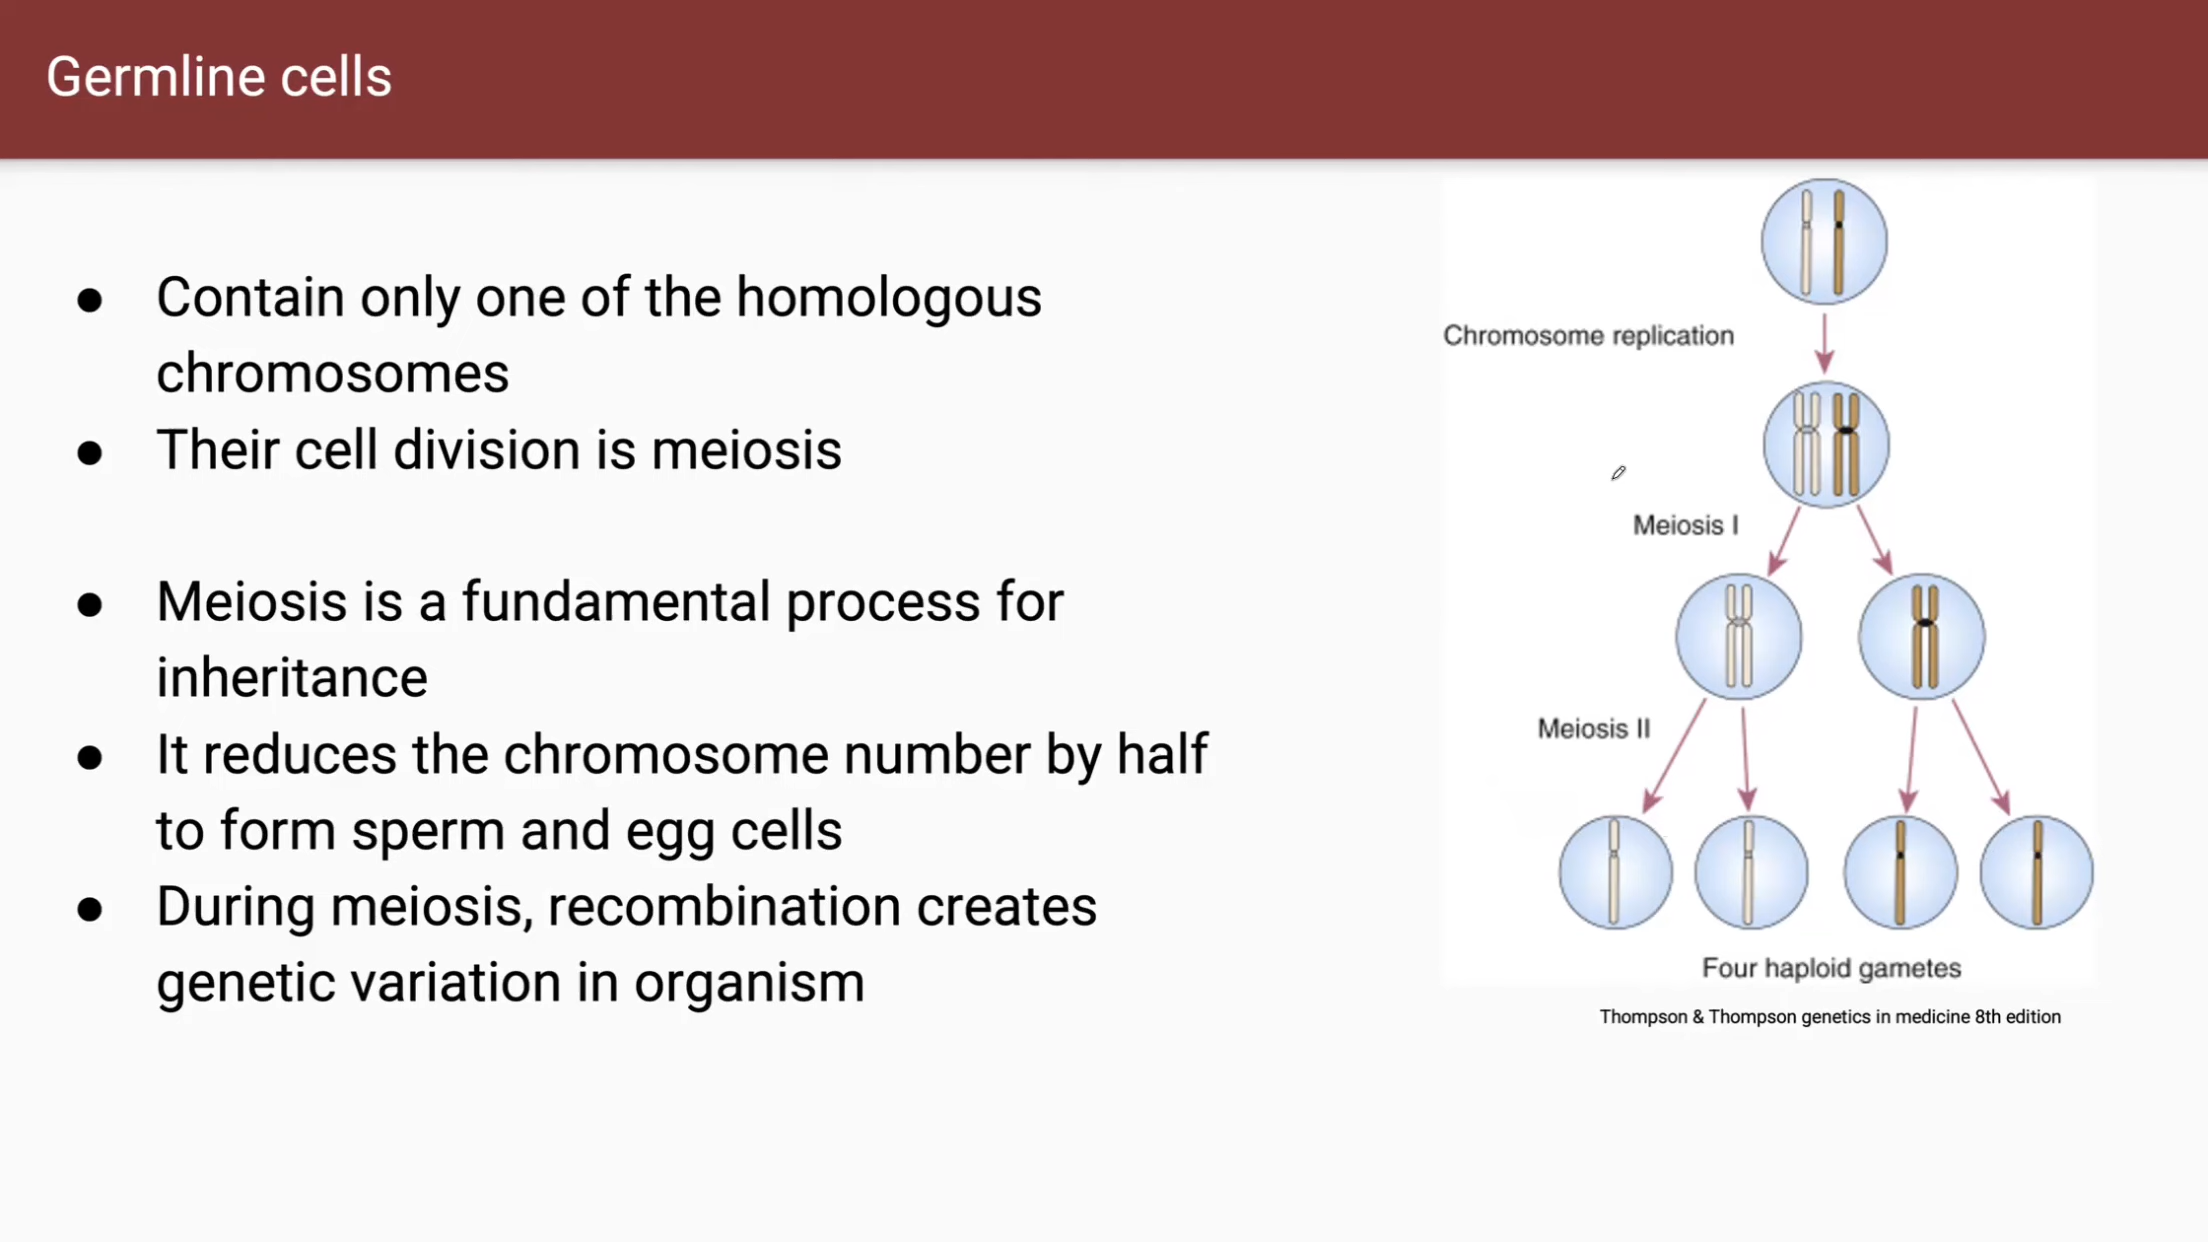 Germline cells
● Contain only one of the homologous
chromosomes
● Their cell division is meiosis
● Meiosis is a fundamental process for
inheritance
● It reduces the chromosome number by half
to form sperm and egg cells
● During meiosis, recombination creates
genetic variation in organism
Chromosome replication
Meiosis I
Meiosis II
Four haploid gametes
Thompson & Thompson genetics in medicine 8th edition